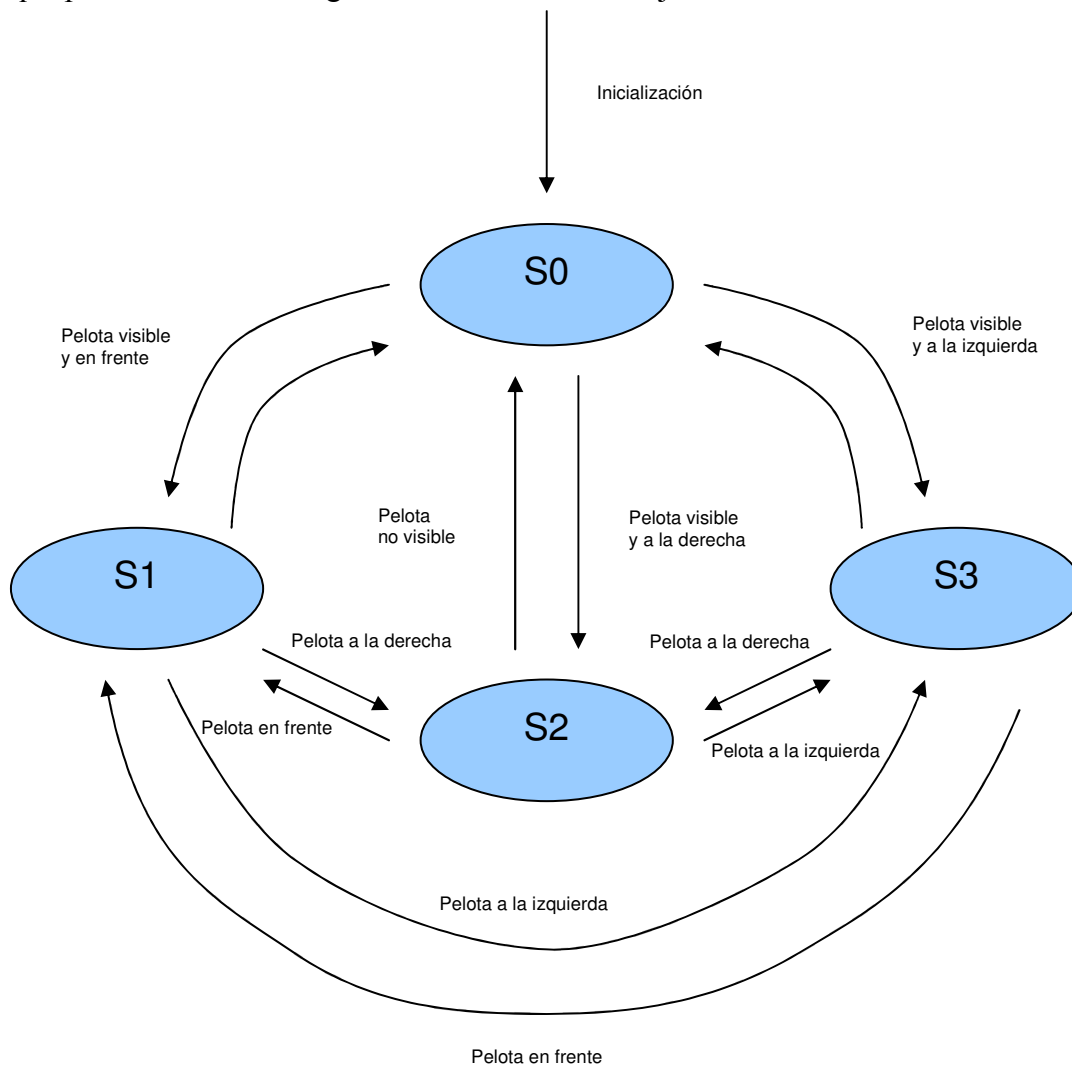 Inicialización
S0
Pelota visible
y en frente
Pelota visible
y a la izquierda
Pelota
no visible
Pelota visible
y a la derecha
S1
S3
Pelota a la derecha
Pelota a la derecha
S2
Pelota en frente
Pelota a la izquierda
Pelota a la izquierda
Pelota en frente